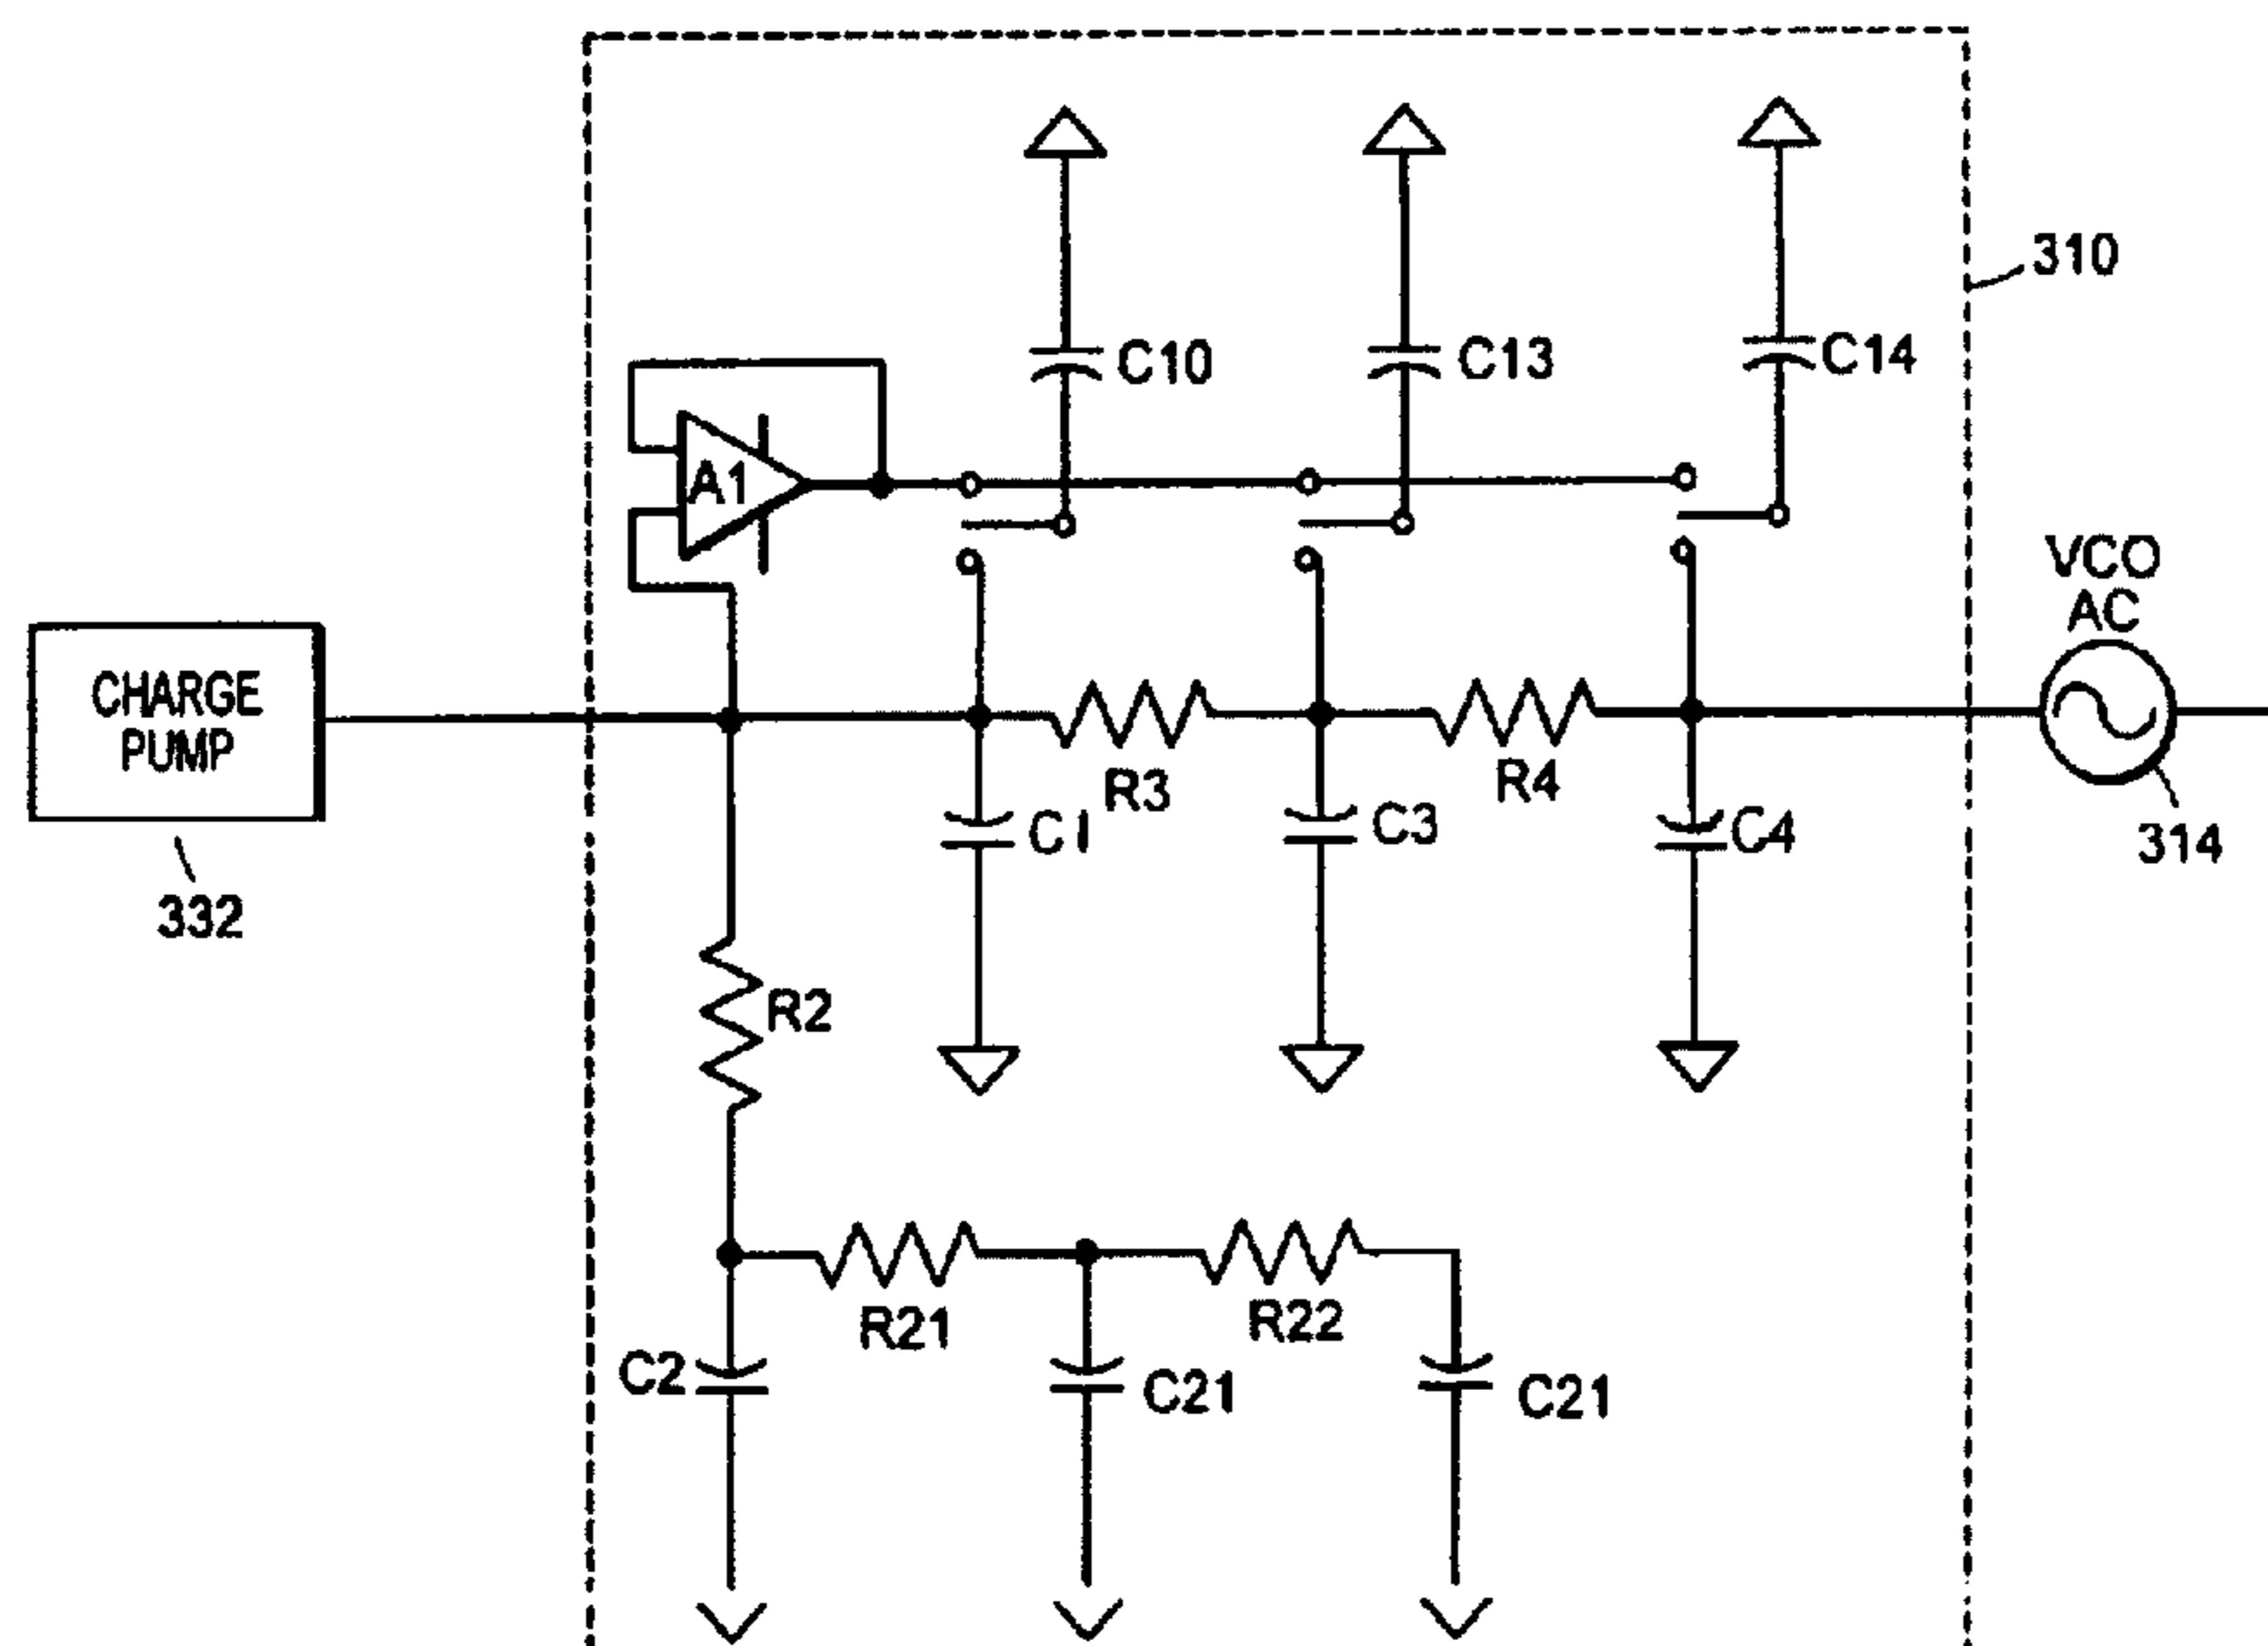 310
C10
C13
C14
A1
VCO
AC
CHARGE
PUMP
R3
R4
C1
C3
C4
314
332
R2
R21
R22
C2
C21
C21